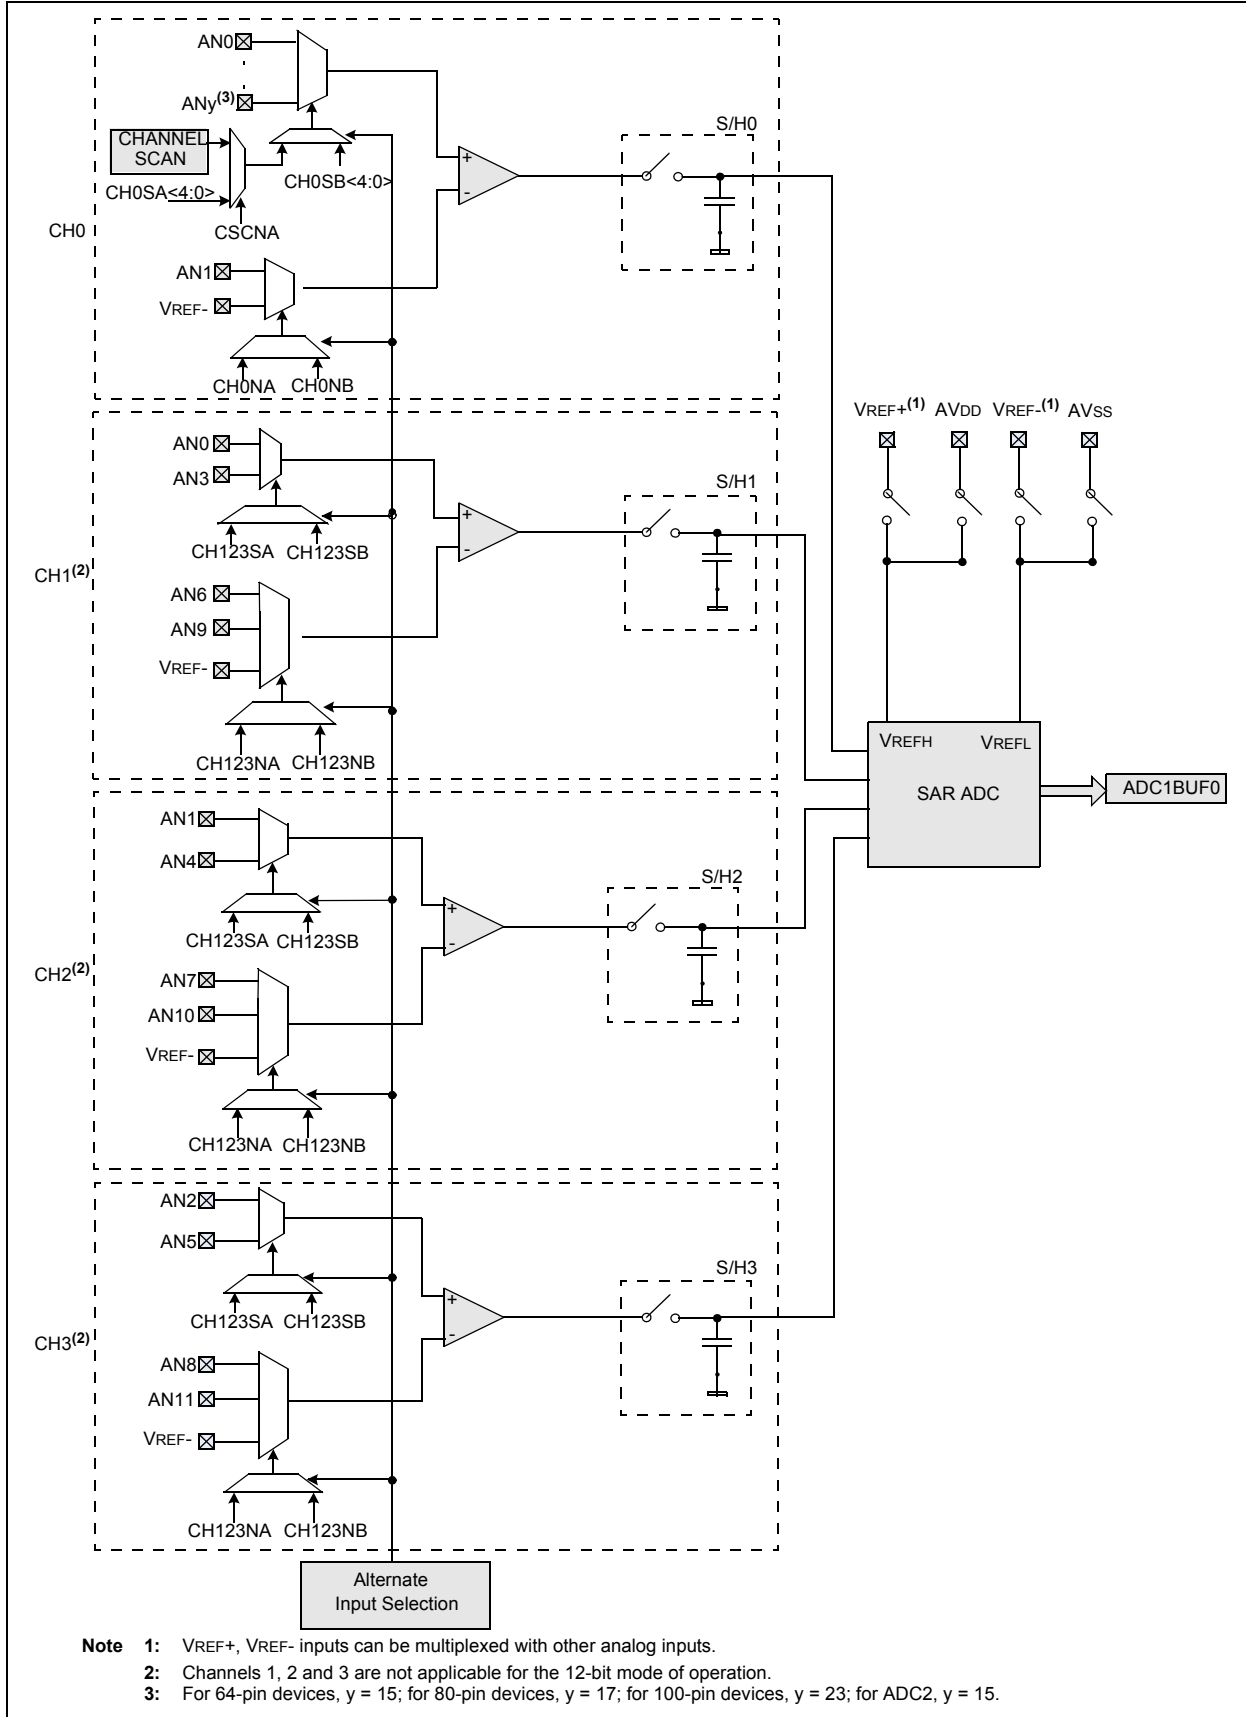 AN0
ANy(3)
CHANNEL
SCAN
CH0SA<4:0>
CH0SB<4:0>
CSCNA
CH0
AN1
VREF-
CH0NA CH0NB
+
-
S/H0
AN0
AN3
CH123SA CH123SB
CH1(2)
AN6
AN9
VREF-
CH123NA CH123NB
+
-
S/H1
VREF+(1) AVDD VREF-(1) AVSS
VREFH VREFL
SAR ADC
ADC1BUF0
AN1
AN4
CH123SA CH123SB
CH2(2)
AN7
AN10
VREF-
CH123NA CH123NB
+
-
S/H2
AN2
AN5
CH123SA CH123SB
CH3(2)
AN8
AN11
VREF-
CH123NA CH123NB
+
-
S/H3
Alternate
Input Selection
Note 1: VREF+, VREF- inputs can be multiplexed with other analog inputs.
2: Channels 1, 2 and 3 are not applicable for the 12-bit mode of operation.
3: For 64-pin devices, y = 15; for 80-pin devices, y = 17; for 100-pin devices, y = 23; for ADC2, y = 15.